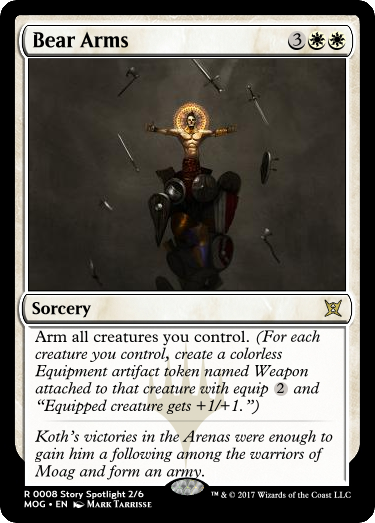 Bear Arms 3
Sorcery
Arm all creatures you control. (For each
creature you control, create a colorless
Equipment artifact token named Weapon
attached to that creature with equip 2 and
“Equipped creature gets +1/+1.”)
Koth's victories in the Arenas were enough to
gain him a following among the warriors of
Moag and form an army.
R 0008 Story Spotlight 2/6
MOG • EN Mark Tarrisse
™ & © 2017 Wizards of the Coast LLC